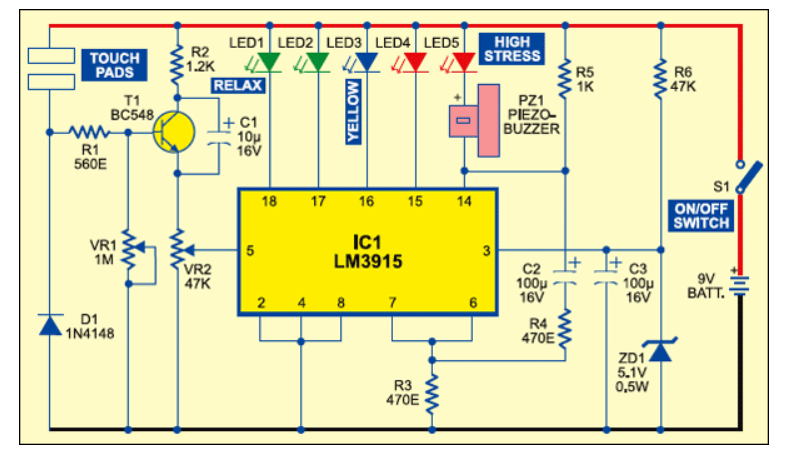 TOUCH
PADS
R2
1.2K
LED1
LED2
LED3
LED4
LED5
HIGH
STRESS
RELAX
YELLOW
T1
BC548
R1
560E
+
C1
10µ
16V
+
PZ1
PIEZO-
BUZZER
R5
1K
R6
47K
S1
ON/OFF
SWITCH
18
17
16
15
14
IC1
LM3915
5
3
2
4
8
7
6
VR1
1M
VR2
47K
C2
100µ
16V
+
C3
100µ
16V
+
9V
BATT.
+
D1
1N4148
R4
470E
R3
470E
ZD1
5.1V
0.5W